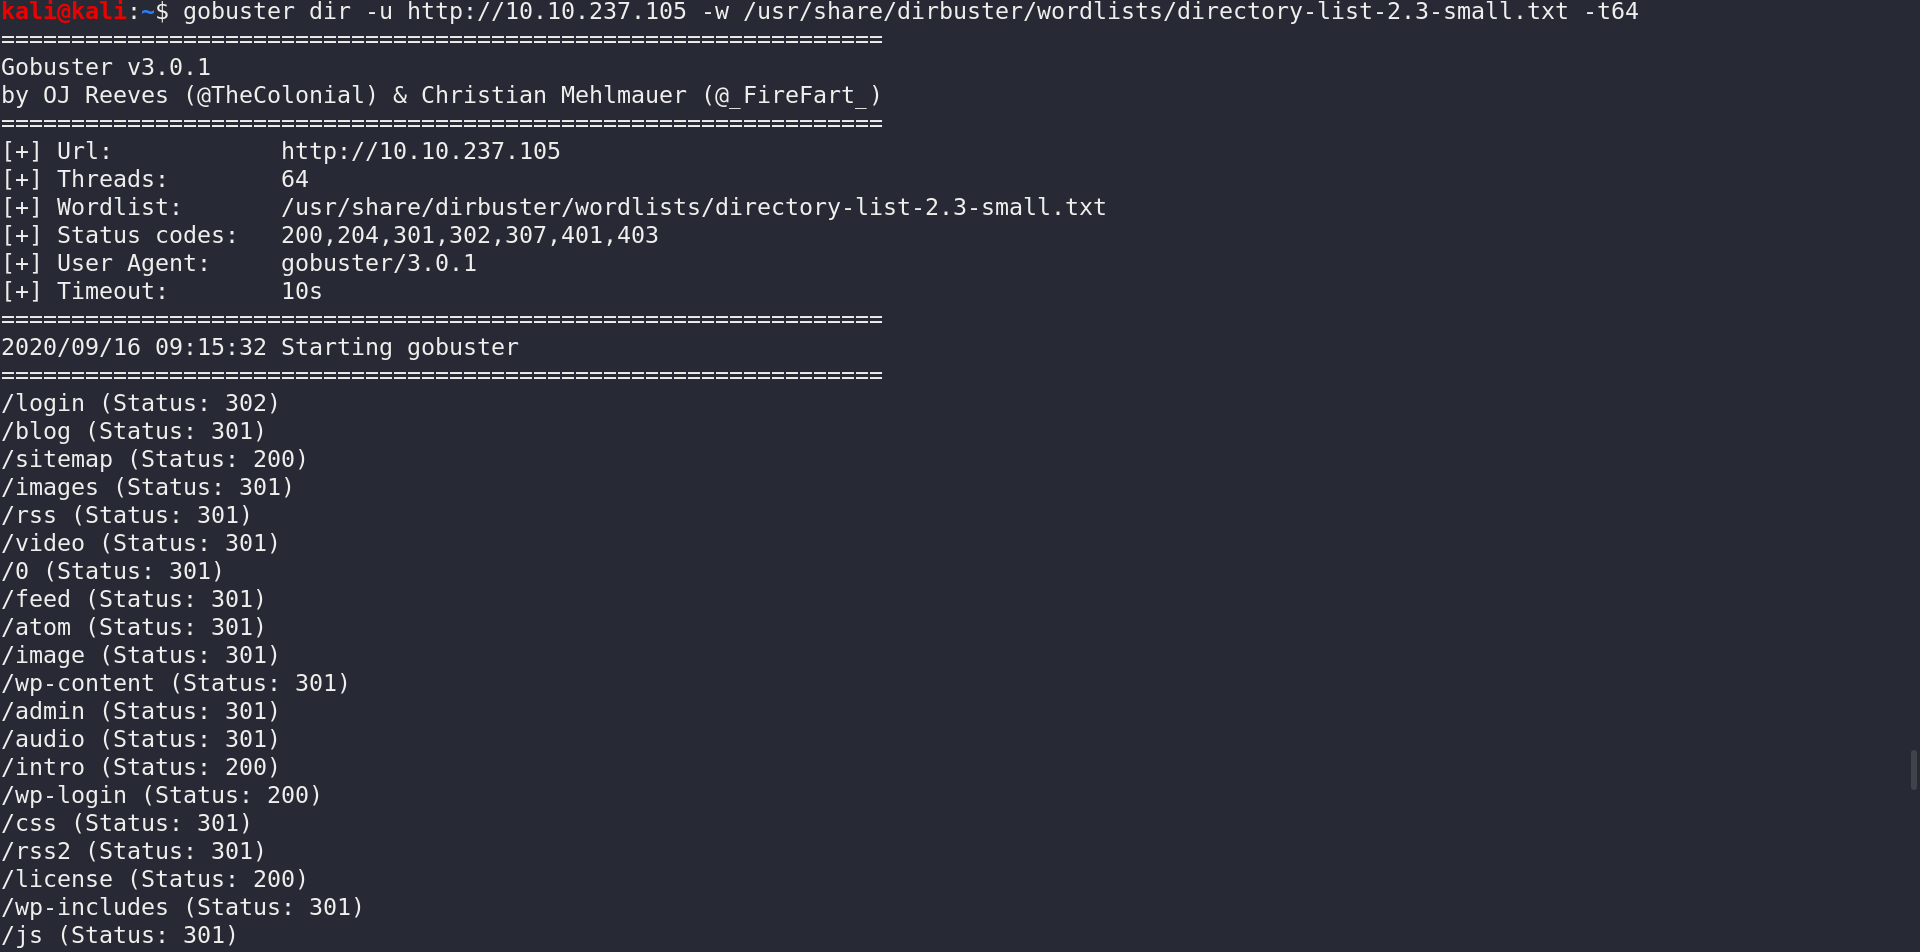 kali@kali:~$ gobuster dir -u http://10.10.237.105 -w /usr/share/dirbuster/wordlists/directory-list-2.3-small.txt -t64
===============================================================
Gobuster v3.0.1
by OJ Reeves (@TheColonial) & Christian Mehlmauer (@_FireFart_)
===============================================================
[+] Url:            http://10.10.237.105
[+] Threads:        64
[+] Wordlist:       /usr/share/dirbuster/wordlists/directory-list-2.3-small.txt
[+] Status codes:   200,204,301,302,307,401,403
[+] User Agent:     gobuster/3.0.1
[+] Timeout:        10s
===============================================================
2020/09/16 09:15:32 Starting gobuster
===============================================================
/login (Status: 302)
/blog (Status: 301)
/sitemap (Status: 200)
/images (Status: 301)
/rss (Status: 301)
/video (Status: 301)
/0 (Status: 301)
/feed (Status: 301)
/atom (Status: 301)
/image (Status: 301)
/wp-content (Status: 301)
/admin (Status: 301)
/audio (Status: 301)
/intro (Status: 200)
/wp-login (Status: 200)
/css (Status: 301)
/rss2 (Status: 301)
/license (Status: 200)
/wp-includes (Status: 301)
/js (Status: 301)